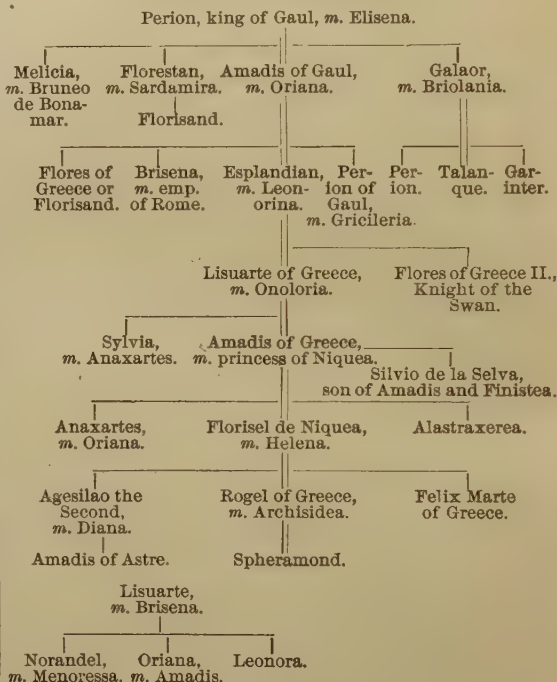 Perion, king of Gaul, m. Elisena.
Melicia, Florestan, Amadis of Gaul, Galaor,
m. Bruneo m. Sardamira. m. Oriana. m. Briolania.
de Bona-
mar. Florisand.
Flores of Brisena, Esplandian, Per- Per- Talan- Gar-
Greece or m. emp. m. Leon- ion of ion. que. inter.
Florisand. of Rome. orina. Gaul,
m. Gricileria.
Lisuarte of Greece, Flores of Greece II.,
m. Onoloria. Knight of the
Swan.
Sylvia, Amadis of Greece,
m. Anaxartes. m. princess of Niquea.
Silvio de la Selva,
son of Amadis and Finistea.
Anaxartes, Florisel de Niquea, Alastraxerea.
m. Oriana. m. Helena.
Agesilao the Rogel of Greece, Felix Marte
Second, m. Archisidea. of Greece.
m. Diana.
Amadis of Astre. Spheramond.
Lisuarte,
m. Brisena.
Norandel, Oriana, Leonora.
m. Menoressa. m. Amadis.